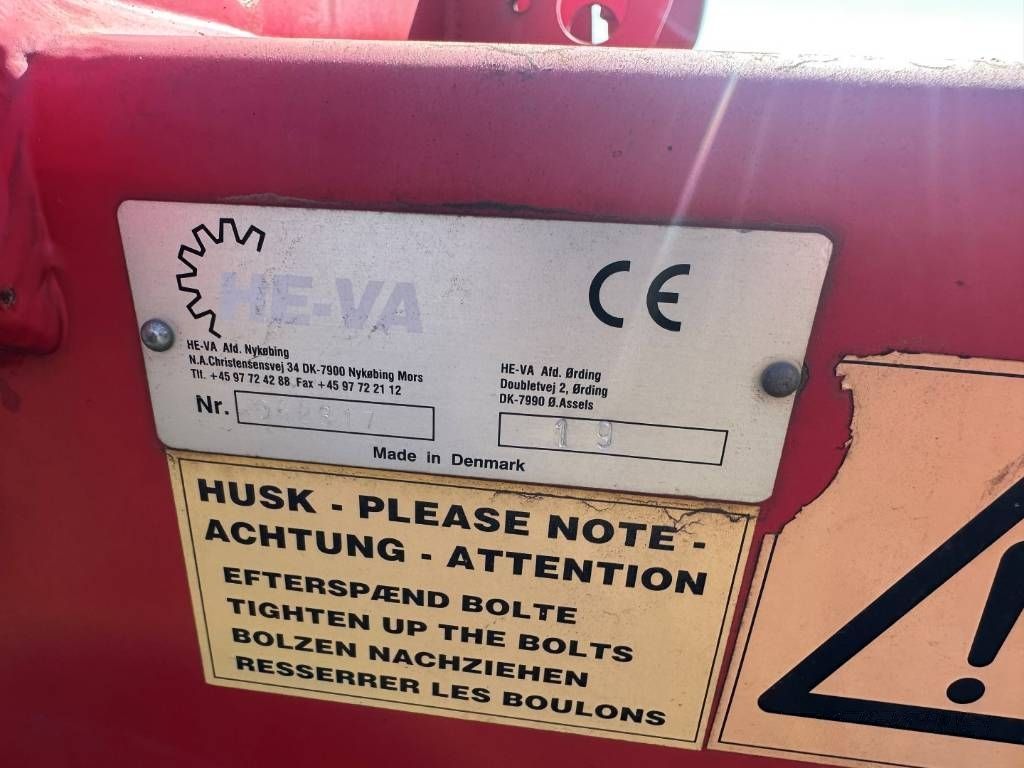 HE-VA
CE
HE-VA Afd. Nykøbing
N.A.Christensensvej 34 DK-7900 Nykøbing Mors
Tlf. +45 97 72 42 88 Fax +45 97 72 21 12
HE-VA Afd. Ørding
Doubletvej 2, Ørding
DK-7990 Ø.Assels
Nr.
19
Made in Denmark
HUSK - PLEASE NOTE -
ACHTUNG - ATTENTION
EFTERSPÆND BOLTE
TIGHTEN UP THE BOLTS
BOLZEN NACHZIEHEN
RESSERRER LES BOULONS